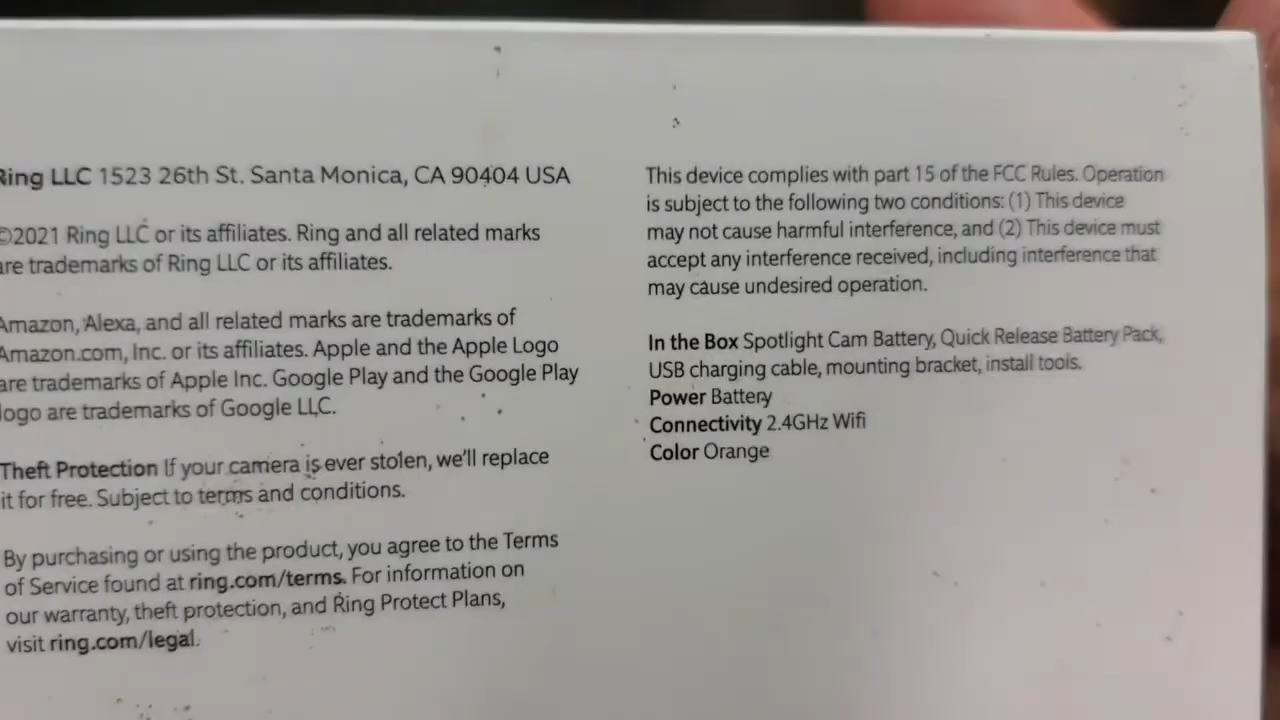 Ring LLC 1523 26th St. Santa Monica, CA 90404 USA
©2021 Ring LLC or its affiliates. Ring and all related marks
are trademarks of Ring LLC or its affiliates.
Amazon, Alexa, and all related marks are trademarks of
Amazon.com, Inc. or its affiliates. Apple and the Apple Logo
are trademarks of Apple Inc. Google Play and the Google Play
logo are trademarks of Google LLC.
Theft Protection If your camera is ever stolen, we'll replace
it for free. Subject to terms and conditions.
By purchasing or using the product, you agree to the Terms
of Service found at ring.com/terms. For information on
our warranty, theft protection, and Ring Protect Plans,
visit ring.com/legal.
This device complies with part 15 of the FCC Rules. Operation
is subject to the following two conditions: (1) This device
may not cause harmful interference, and (2) This device must
accept any interference received, including interference that
may cause undesired operation.
In the Box Spotlight Cam Battery, Quick Release Battery Pack,
USB charging cable, mounting bracket, install tools.
Power Battery
Connectivity 2.4GHz Wifi
Color Orange